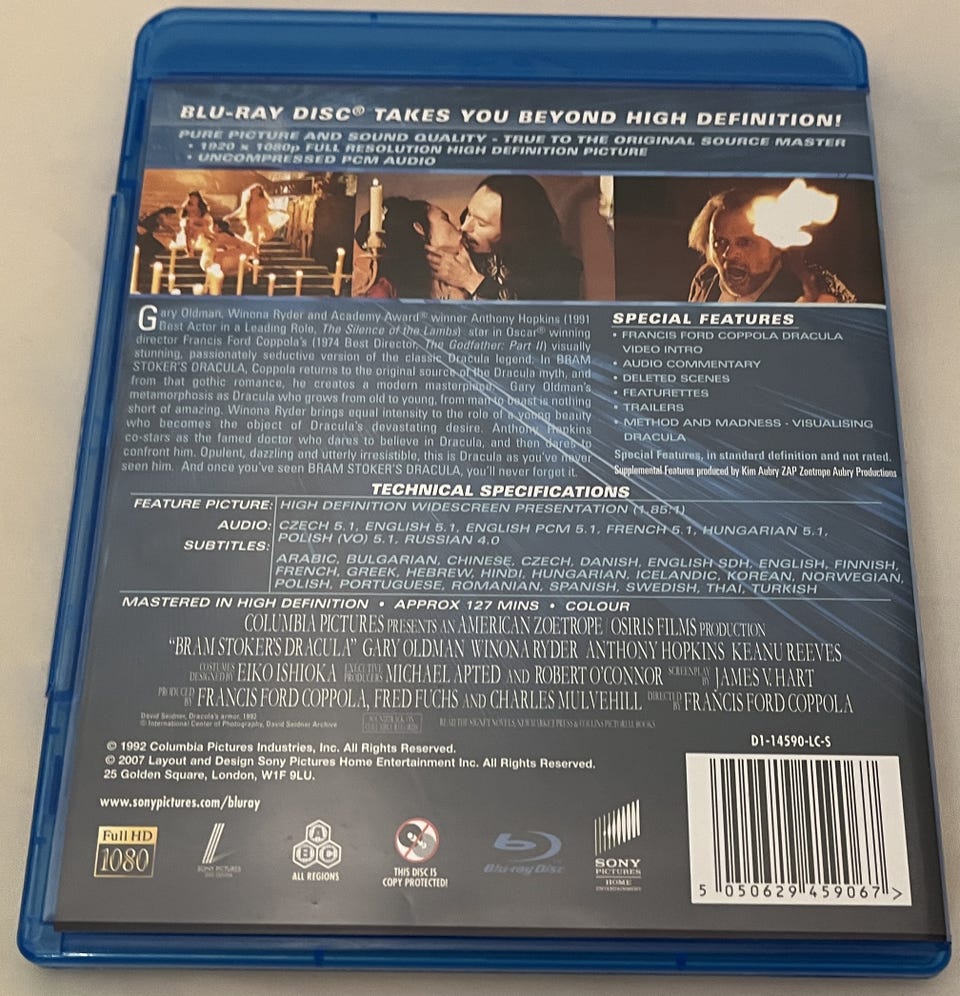 BLU-RAY DISC® TAKES YOU BEYOND HIGH DEFINITION!
PURE PICTURE AND SOUND QUALITY - TRUE TO THE ORIGINAL SOURCE MASTER
• 1920 x 1080p FULL RESOLUTION HIGH DEFINITION PICTURE
• UNCOMPRESSED PCM AUDIO
Gary Oldman, Winona Ryder and Academy Award® winner Anthony Hopkins (1991
Best Actor in a Leading Role, The Silence of the Lambs) star in Oscar® winning
director Francis Ford Coppola's (1974 Best Director, The Godfather: Part II) visually
stunning, passionately seductive version of the classic Dracula legend. In BRAM
STOKER'S DRACULA, Coppola returns to the original source of the Dracula myth, and
from that gothic romance, he creates a modern masterpiece. Gary Oldman's
metamorphosis as Dracula who grows from old to young, from man to beast is nothing
short of amazing. Winona Ryder brings equal intensity to the role of a young beauty
who becomes the object of Dracula's devastating desire. Anthony Hopkins
co-stars as the famed doctor who dares to believe in Dracula, and then dares to
confront him. Opulent, dazzling and utterly irresistible, this is Dracula as you've never
seen him. And once you've seen BRAM STOKER'S DRACULA, you'll never forget it.
SPECIAL FEATURES
• FRANCIS FORD COPPOLA DRACULA
VIDEO INTRO
• AUDIO COMMENTARY
• DELETED SCENES
• FEATURETTES
• TRAILERS
• METHOD AND MADNESS - VISUALISING
DRACULA
Special Features, in standard definition and not rated.
Supplemental Features produced by Kim Aubry ZAP Zoetrope Aubry Productions
TECHNICAL SPECIFICATIONS
FEATURE PICTURE: HIGH DEFINITION WIDESCREEN PRESENTATION (1.85:1)
AUDIO: CZECH 5.1, ENGLISH 5.1, ENGLISH PCM 5.1, FRENCH 5.1, HUNGARIAN 5.1,
POLISH (VO) 5.1, RUSSIAN 4.0
SUBTITLES: ARABIC, BULGARIAN, CHINESE, CZECH, DANISH, ENGLISH SDH, ENGLISH, FINNISH,
FRENCH, GREEK, HEBREW, HINDI, HUNGARIAN, ICELANDIC, KOREAN, NORWEGIAN,
POLISH, PORTUGUESE, ROMANIAN, SPANISH, SWEDISH, THAI, TURKISH
MASTERED IN HIGH DEFINITION • APPROX 127 MINS • COLOUR
COLUMBIA PICTURES PRESENTS AN AMERICAN ZOETROPE / OSIRIS FILMS PRODUCTION
"BRAM STOKER'S DRACULA" GARY OLDMAN WINONA RYDER ANTHONY HOPKINS KEANU REEVES
COSTUMES DESIGNED BY EIKO ISHIOKA EXECUTIVE PRODUCERS MICHAEL APTED AND ROBERT O'CONNOR SCREENPLAY BY JAMES V. HART
PRODUCED BY FRANCIS FORD COPPOLA, FRED FUCHS AND CHARLES MULVEHILL DIRECTED BY FRANCIS FORD COPPOLA
David Seidner, Dracula's armor, 1992
© International Center of Photography, David Seidner Archive
SOUNDTRACK ON
COLUMBIA RECORDS
READ THE SIGNET NOVELS, NEWMARKET PRESS & COLLINS PICTORIAL BOOKS
D1-14590-LC-S
© 1992 Columbia Pictures Industries, Inc. All Rights Reserved.
© 2007 Layout and Design Sony Pictures Home Entertainment Inc. All Rights Reserved.
25 Golden Square, London, W1F 9LU.
www.sonypictures.com/bluray
Full HD
1080
SONY PICTURES
A
B C
ALL REGIONS
THIS DISC IS
COPY PROTECTED!
Blu-ray Disc
SONY
PICTURES
HOME
ENTERTAINMENT
5 050629 459067 >